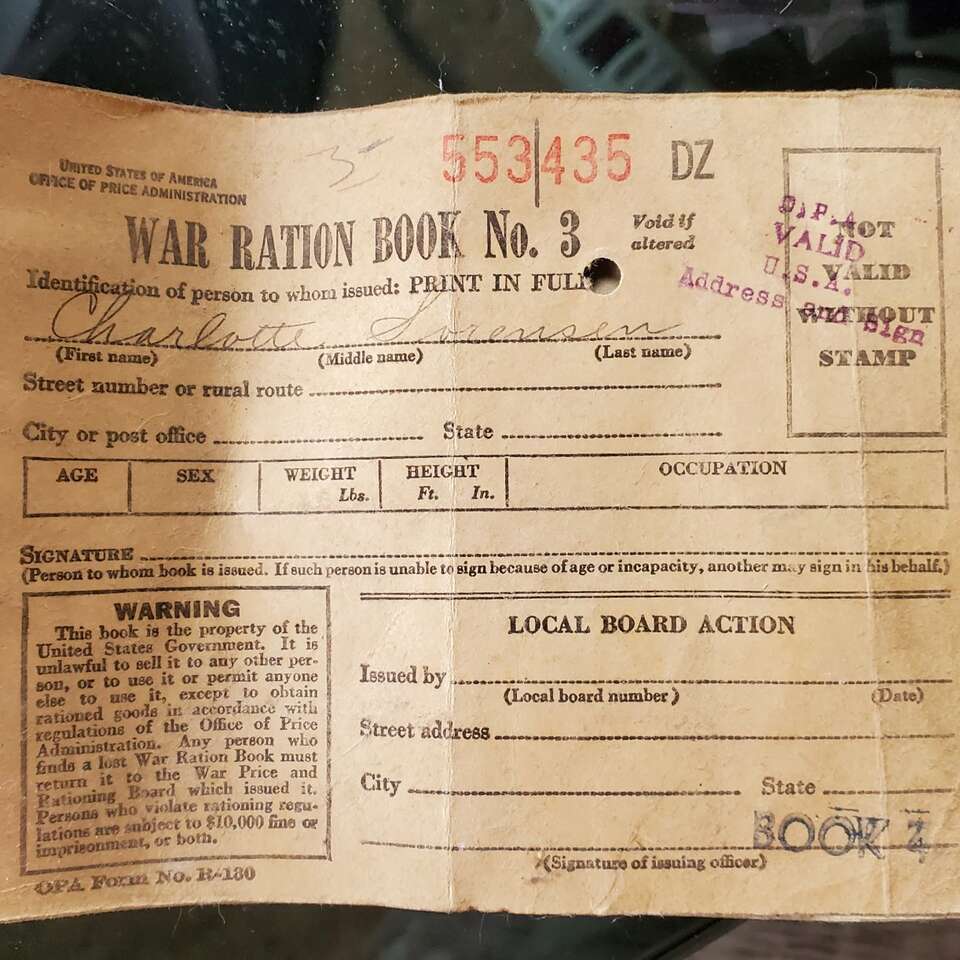 UNITED STATES OF AMERICA
OFFICE OF PRICE ADMINISTRATION
5
553435 DZ
WAR RATION BOOK No. 3
Void if
altered
Identification of person to whom issued: PRINT IN FULL
Charlotte Sorensen
(First name) (Middle name) (Last name)
Street number or rural route
City or post office State
NOT
VALID
WITHOUT
STAMP
O.P.A.
VALID
U.S.A.
Address and Sign
AGE SEX WEIGHT HEIGHT OCCUPATION
Lbs. Ft. In.
SIGNATURE
(Person to whom book is issued. If such person is unable to sign because of age or incapacity, another may sign in his behalf.)
WARNING
This book is the property of the
United States Government. It is
unlawful to sell it to any other per-
son, or to use it or permit anyone
else to use it, except to obtain
rationed goods in accordance with
regulations of the Office of Price
Administration. Any person who
finds a lost War Ration Book must
return it to the War Price and
Rationing Board which issued it.
Persons who violate rationing regu-
lations are subject to $10,000 fine or
imprisonment, or both.
OPA Form No. R-130
LOCAL BOARD ACTION
Issued by
(Local board number) (Date)
Street address
City State
BOOK
(Signature of issuing officer)